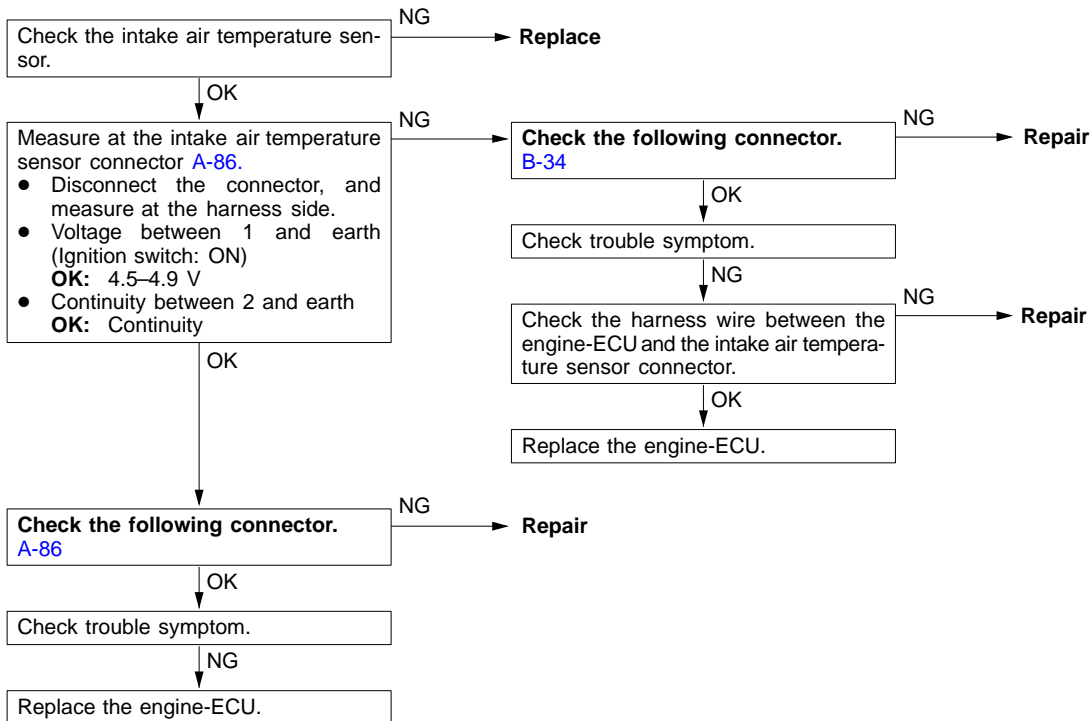 Check the intake air temperature sen-
sor.
NG
Replace
OK
Measure at the intake air temperature
sensor connector A-86.
● Disconnect the connector, and
measure at the harness side.
● Voltage between 1 and earth
(Ignition switch: ON)
OK: 4.5–4.9 V
● Continuity between 2 and earth
OK: Continuity
NG
Check the following connector.
B-34
NG
Repair
OK
Check trouble symptom.
NG
Check the harness wire between the
engine-ECU and the intake air tempera-
ture sensor connector.
NG
Repair
OK
Replace the engine-ECU.
OK
Check the following connector.
A-86
NG
Repair
OK
Check trouble symptom.
NG
Replace the engine-ECU.